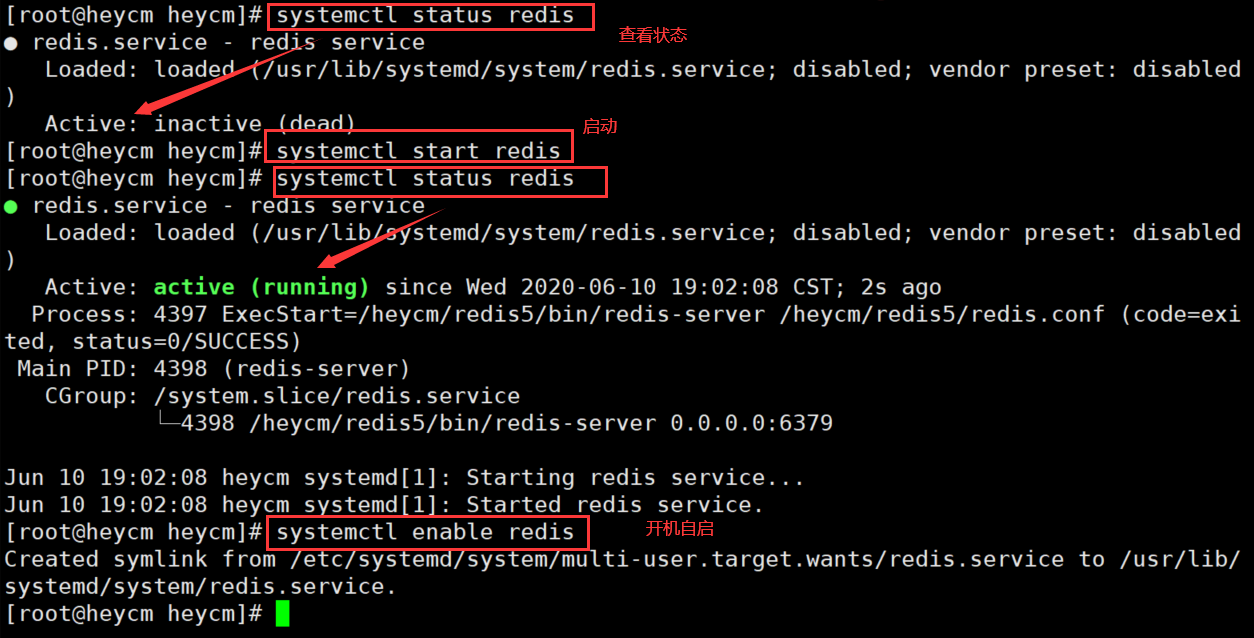 [root@heycm heycm]# systemctl status redis
查看状态
● redis.service - redis service
Loaded: loaded (/usr/lib/systemd/system/redis.service; disabled; vendor preset: disabled
)
Active: inactive (dead)
启动
[root@heycm heycm]# systemctl start redis
[root@heycm heycm]# systemctl status redis
● redis.service - redis service
Loaded: loaded (/usr/lib/systemd/system/redis.service; disabled; vendor preset: disabled
)
Active: active (running) since Wed 2020-06-10 19:02:08 CST; 2s ago
Process: 4397 ExecStart=/heycm/redis5/bin/redis-server /heycm/redis5/redis.conf (code=exi
ted, status=0/SUCCESS)
Main PID: 4398 (redis-server)
CGroup: /system.slice/redis.service
└─4398 /heycm/redis5/bin/redis-server 0.0.0.0:6379
Jun 10 19:02:08 heycm systemd[1]: Starting redis service...
Jun 10 19:02:08 heycm systemd[1]: Started redis service.
[root@heycm heycm]# systemctl enable redis
开机自启
Created symlink from /etc/systemd/system/multi-user.target.wants/redis.service to /usr/lib/
systemd/system/redis.service.
[root@heycm heycm]#